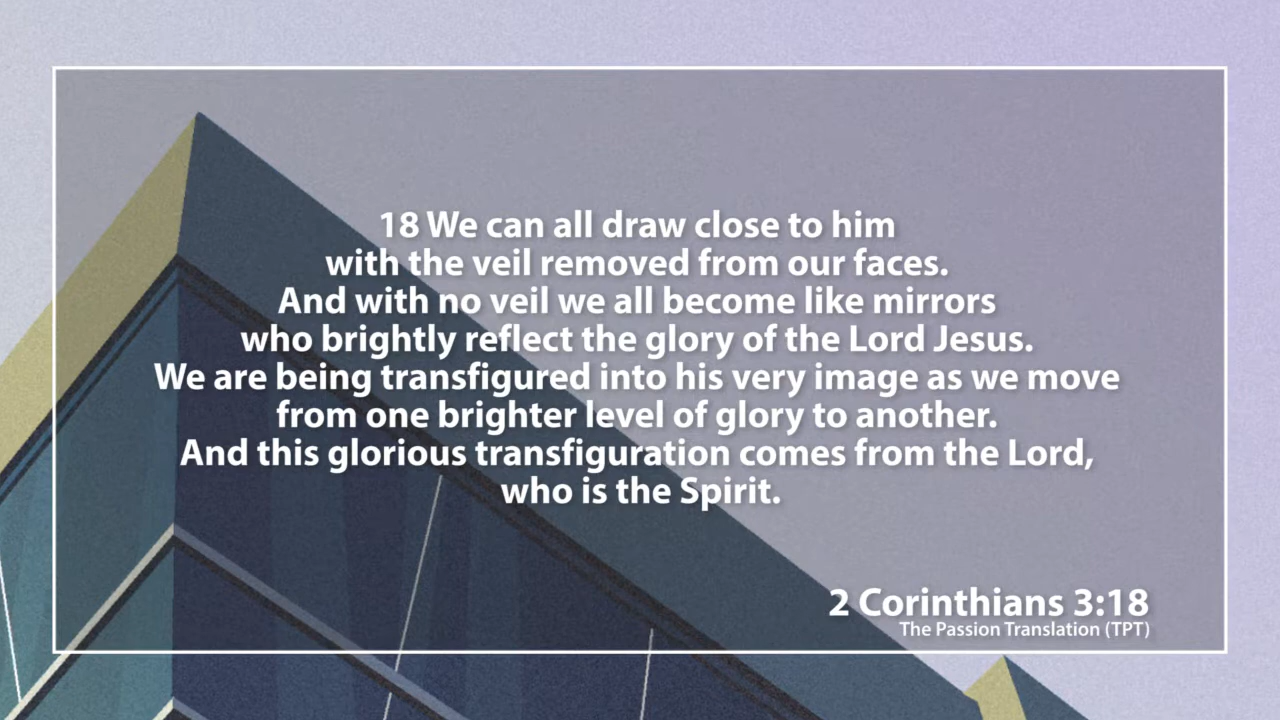 18 We can all draw close to him
with the veil removed from our faces.
And with no veil we all become like mirrors
who brightly reflect the glory of the Lord Jesus.
We are being transfigured into his very image as we move
from one brighter level of glory to another.
And this glorious transfiguration comes from the Lord,
who is the Spirit.
2 Corinthians 3:18
The Passion Translation (TPT)